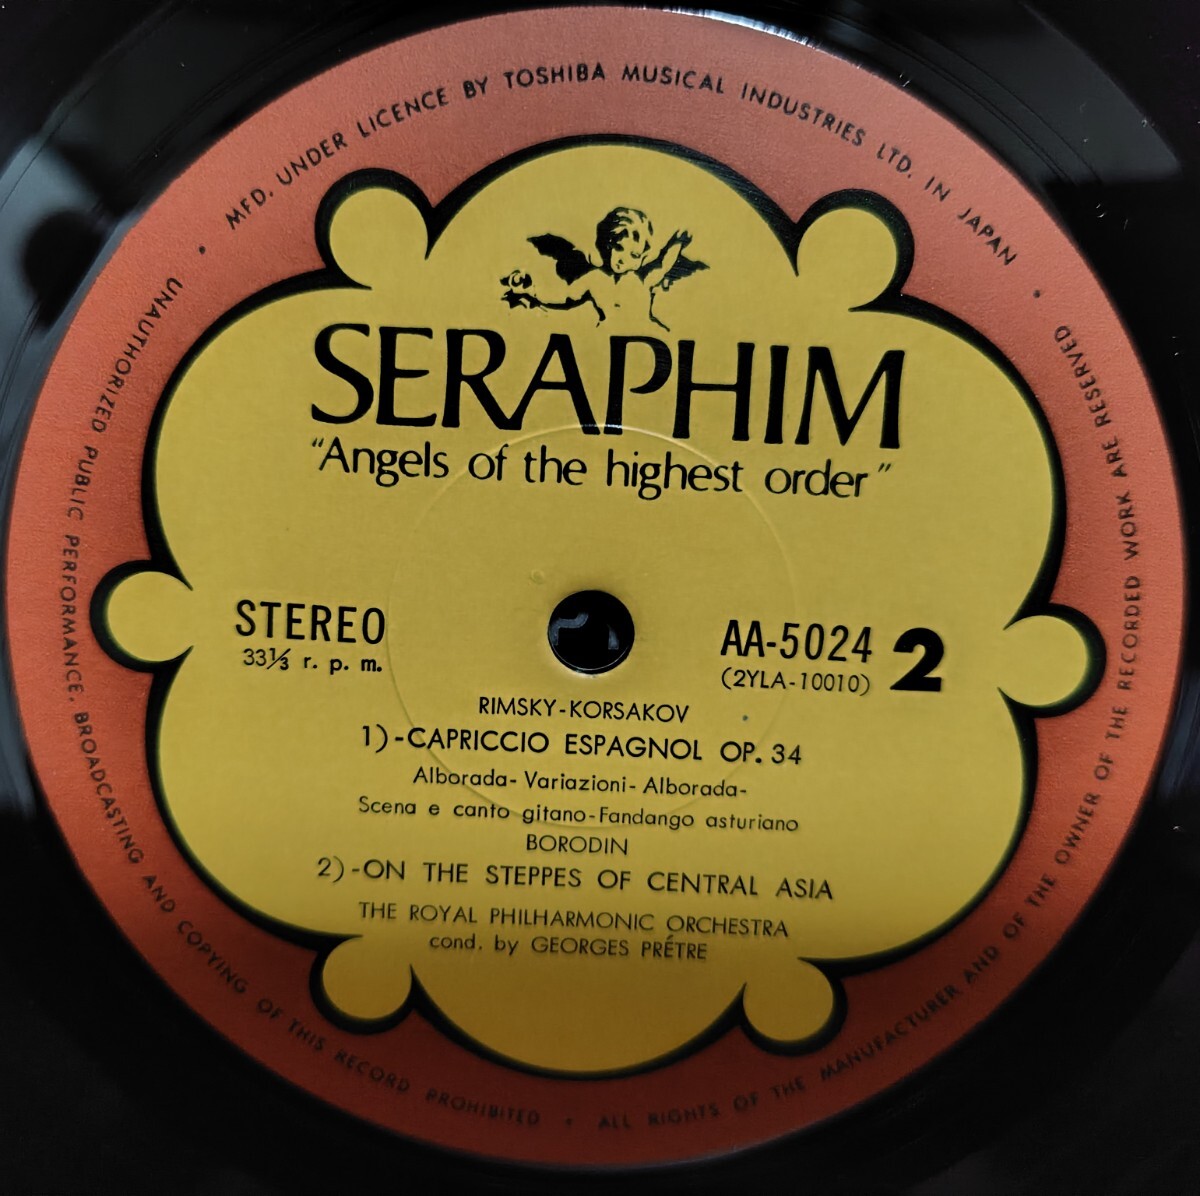 MFD. UNDER LICENCE BY TOSHIBA MUSICAL INDUSTRIES LTD. IN JAPAN
SERAPHIM
"Angels of the highest order"
STEREO
33⅓ r. p. m.
AA-5024 2
(2YLA-10010)
RIMSKY-KORSAKOV
1)-CAPRICCIO ESPAGNOL OP. 34
Alborada-Variazioni-Alborada-
Scena e canto gitano-Fandango asturiano
BORODIN
2)-ON THE STEPPES OF CENTRAL ASIA
THE ROYAL PHILHARMONIC ORCHESTRA
cond. by GEORGES PRÉTRE
• UNAUTHORIZED PUBLIC PERFORMANCE, BROADCASTING AND COPYING OF THIS RECORD PROHIBITED • ALL RIGHTS OF THE MANUFACTURER AND OF THE OWNER OF THE RECORDED WORK ARE RESERVED •